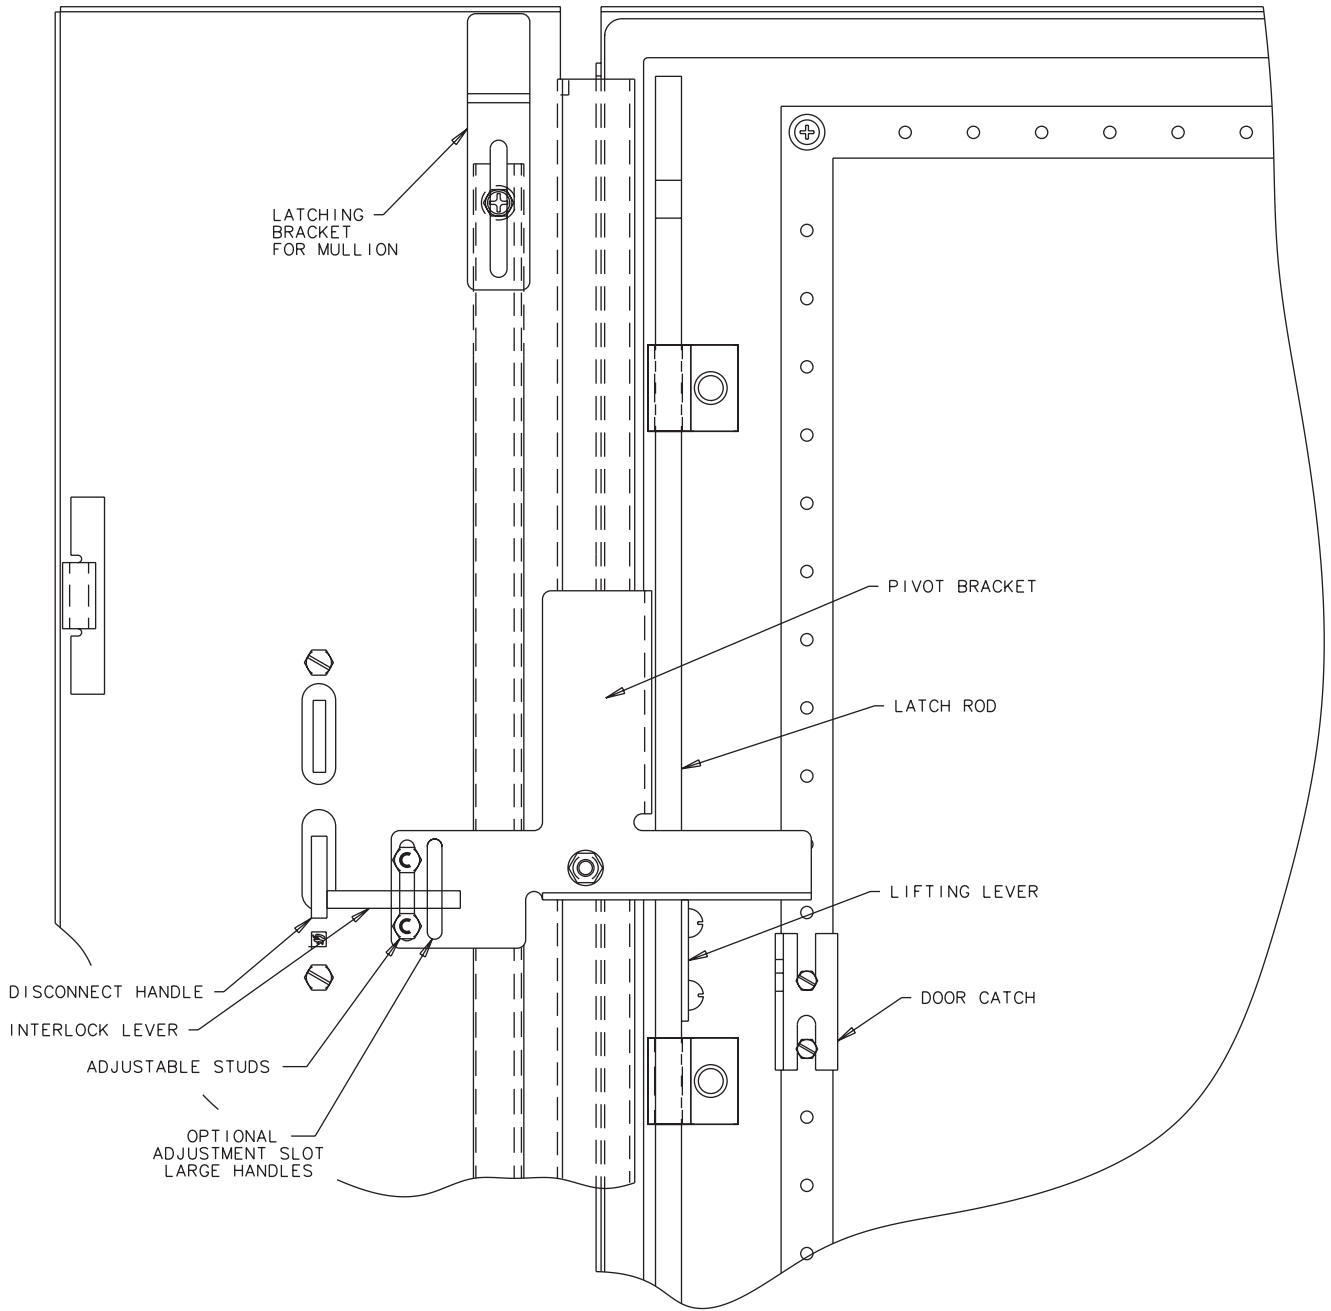 LATCHING
BRACKET
FOR MULLION
PIVOT BRACKET
LATCH ROD
LIFTING LEVER
DISCONNECT HANDLE
DOOR CATCH
INTERLOCK LEVER
ADJUSTABLE STUDS
OPTIONAL
ADJUSTMENT SLOT
LARGE HANDLES